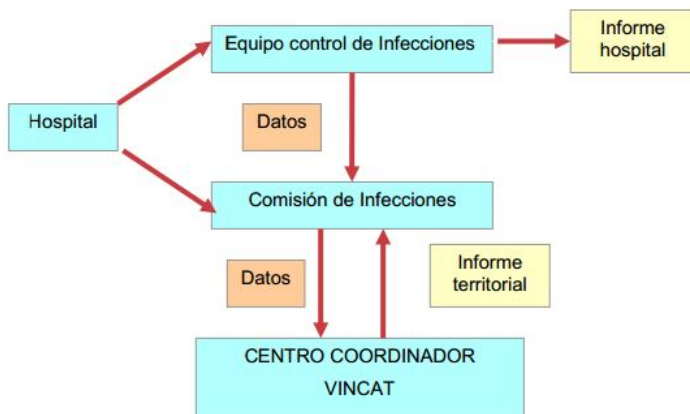 Equipo control de Infecciones
Informe
hospital
Hospital
Datos
Comisión de Infecciones
Datos
Informe
territorial
CENTRO COORDINADOR
VINCAT